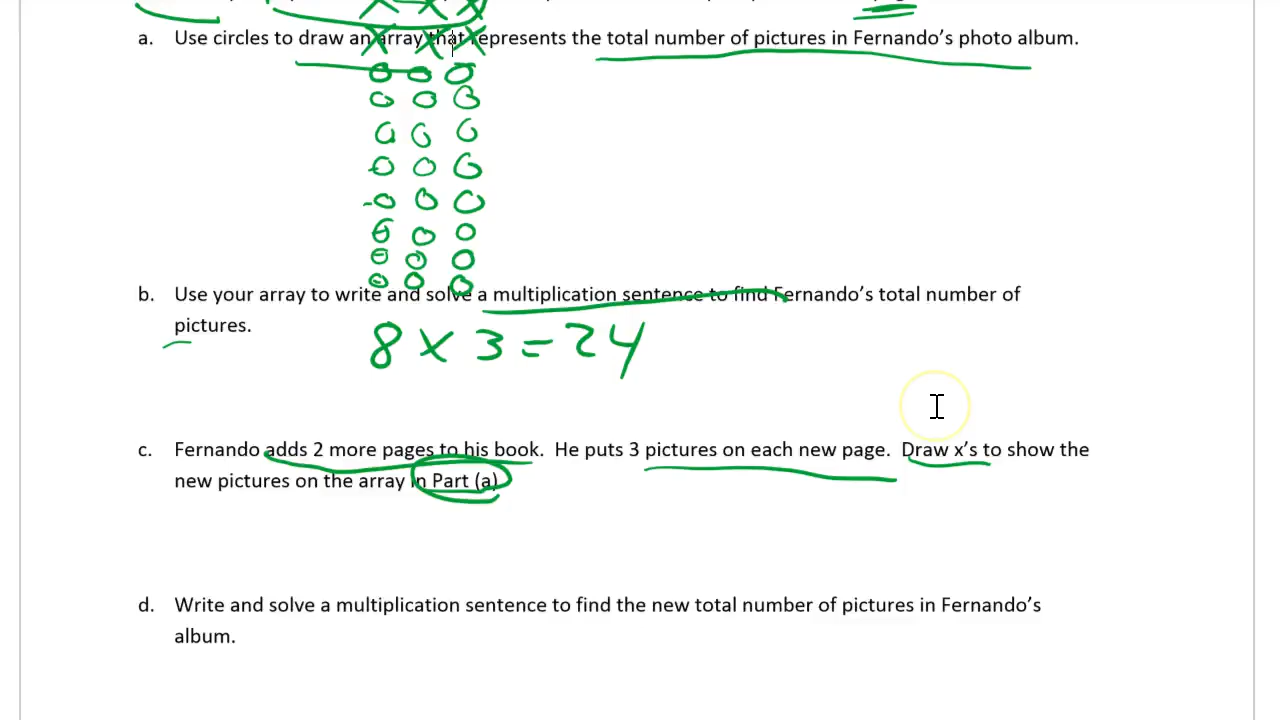 a. Use circles to draw an array that represents the total number of pictures in Fernando's photo album.
b. Use your array to write and solve a multiplication sentence to find Fernando's total number of
pictures.
8 x 3 = 24
c. Fernando adds 2 more pages to his book. He puts 3 pictures on each new page. Draw x's to show the
new pictures on the array in Part (a)
d. Write and solve a multiplication sentence to find the new total number of pictures in Fernando's
album.